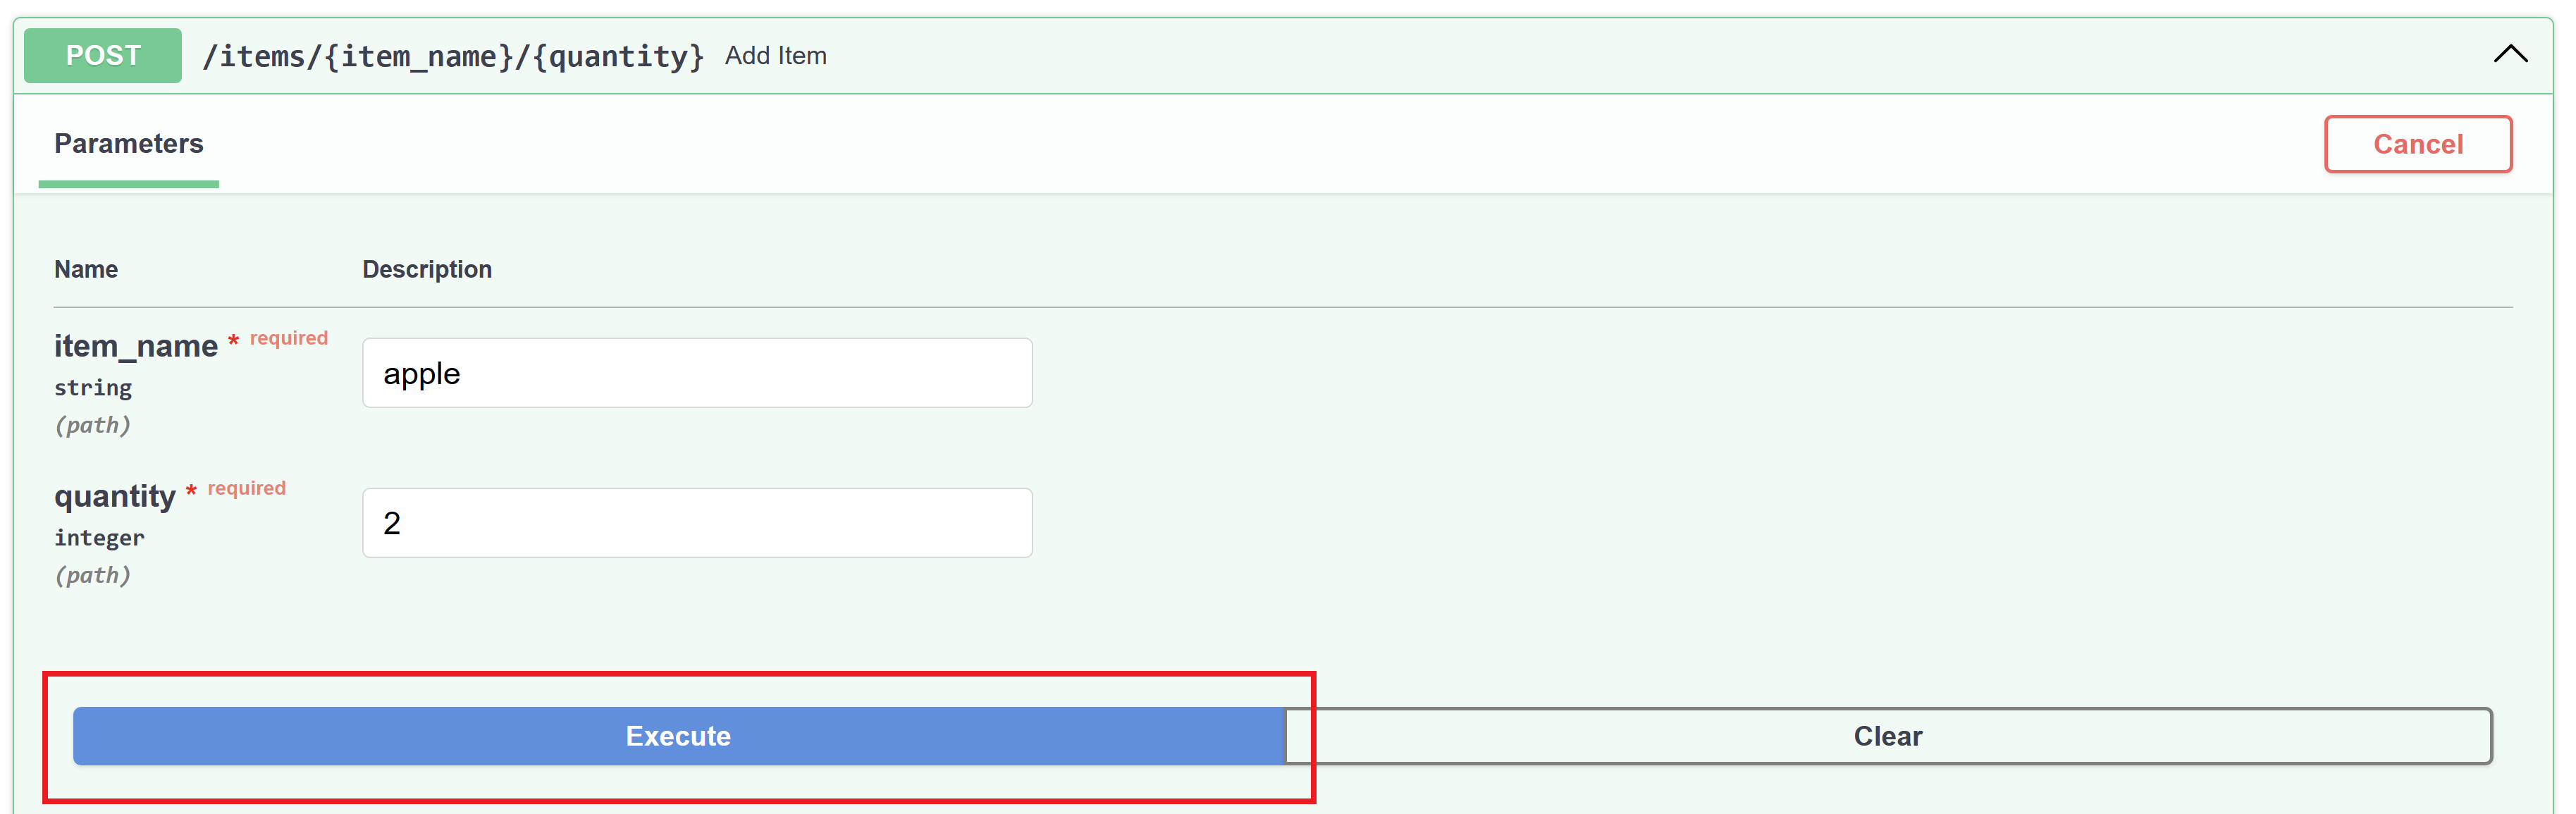 POST /items/{item_name}/{quantity} Add Item
Parameters
Cancel
Name Description
item_name * required
string
(path)
apple
quantity * required
integer
(path)
2
Execute
Clear